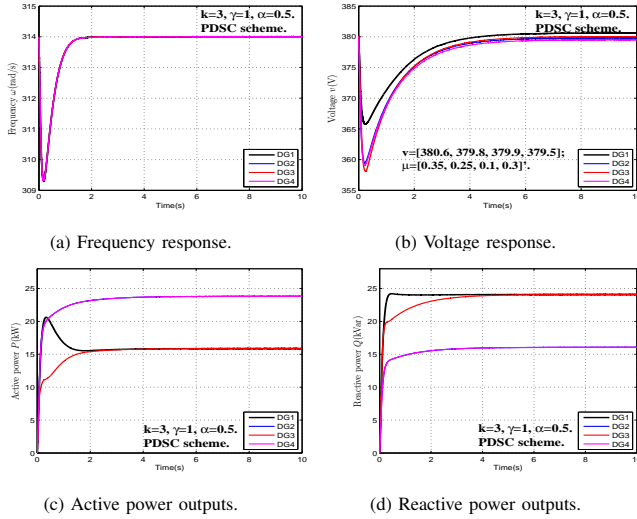 315
314
313
312
311
310
309
Frequency ω(rad/s)
k=3, γ=1, α=0.5.
PDSC scheme.
DG1
DG2
DG3
DG4
0 2 4 6 8 10
Time(s)
(a) Frequency response.
385
380
375
370
365
360
355
Voltage v(V)
k=3, γ=1, α=0.5.
PDSC scheme.
v=[380.6, 379.8, 379.9, 379.5];
μ=[0.35, 0.25, 0.1, 0.3]'.
DG1
DG2
DG3
DG4
0 2 4 6 8 10
Time(s)
(b) Voltage response.
25
20
15
10
5
0
Active power P(kW)
k=3, γ=1, α=0.5.
PDSC scheme.
DG1
DG2
DG3
DG4
0 2 4 6 8 10
Time(s)
(c) Active power outputs.
25
20
15
10
5
0
Reactive power Q(kVar)
k=3, γ=1, α=0.5.
PDSC scheme.
DG1
DG2
DG3
DG4
0 2 4 6 8 10
Time(s)
(d) Reactive power outputs.